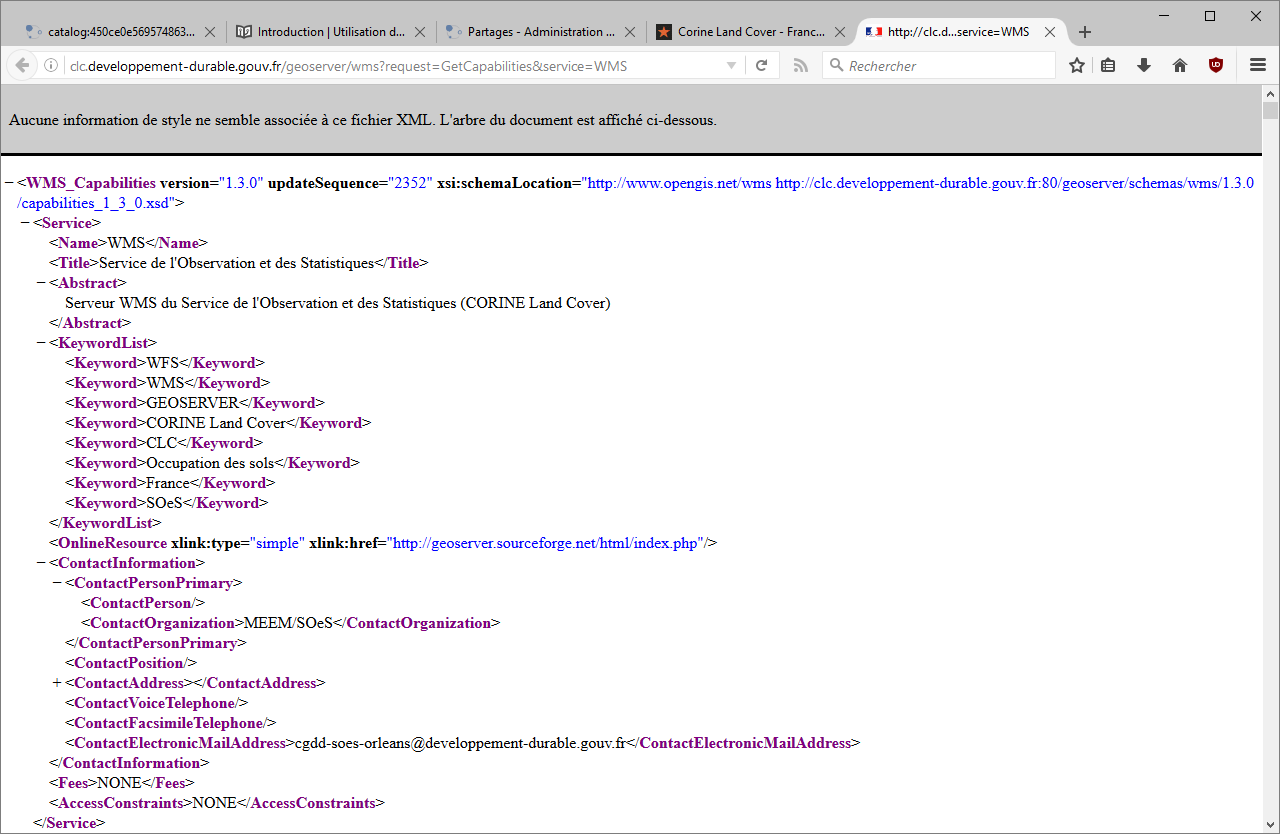 catalog:450ce0e569574863...
Introduction | Utilisation d...
Partages - Administration ...
Corine Land Cover - Franc...
http://clc.d...service=WMS
clc.developpement-durable.gouv.fr/geoserver/wms?request=GetCapabilities&service=WMS
Rechercher
Aucune information de style ne semble associée à ce fichier XML. L'arbre du document est affiché ci-dessous.
−<WMS_Capabilities version="1.3.0" updateSequence="2352" xsi:schemaLocation="http://www.opengis.net/wms http://clc.developpement-durable.gouv.fr:80/geoserver/schemas/wms/1.3.0
/capabilities_1_3_0.xsd">
−<Service>
<Name>WMS</Name>
<Title>Service de l'Observation et des Statistiques</Title>
−<Abstract>
Serveur WMS du Service de l'Observation et des Statistiques (CORINE Land Cover)
</Abstract>
−<KeywordList>
<Keyword>WFS</Keyword>
<Keyword>WMS</Keyword>
<Keyword>GEOSERVER</Keyword>
<Keyword>CORINE Land Cover</Keyword>
<Keyword>CLC</Keyword>
<Keyword>Occupation des sols</Keyword>
<Keyword>France</Keyword>
<Keyword>SOeS</Keyword>
</KeywordList>
<OnlineResource xlink:type="simple" xlink:href="http://geoserver.sourceforge.net/html/index.php"/>
−<ContactInformation>
−<ContactPersonPrimary>
<ContactPerson/>
<ContactOrganization>MEEM/SOeS</ContactOrganization>
</ContactPersonPrimary>
<ContactPosition/>
+<ContactAddress></ContactAddress>
<ContactVoiceTelephone/>
<ContactFacsimileTelephone/>
<ContactElectronicMailAddress>cgdd-soes-orleans@developpement-durable.gouv.fr</ContactElectronicMailAddress>
</ContactInformation>
<Fees>NONE</Fees>
<AccessConstraints>NONE</AccessConstraints>
</Service>